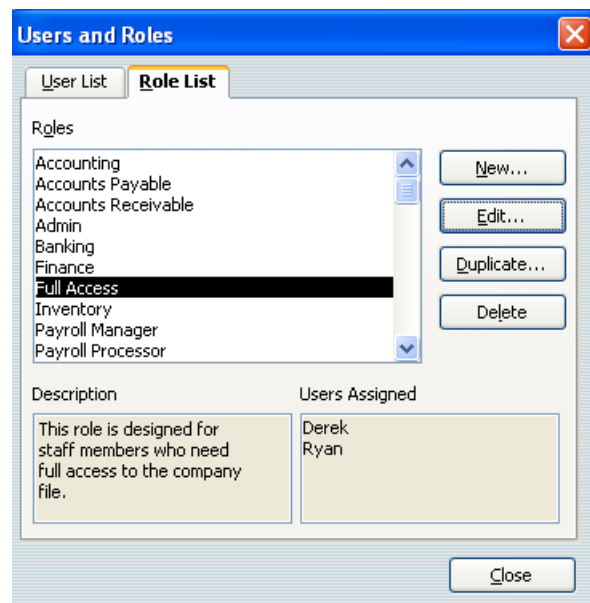 Users and Roles
User List
Role List
Roles
Accounting
Accounts Payable
Accounts Receivable
Admin
Banking
Finance
Full Access
Inventory
Payroll Manager
Payroll Processor
New...
Edit...
Duplicate...
Delete
Description
This role is designed for
staff members who need
full access to the company
file.
Users Assigned
Derek
Ryan
Close